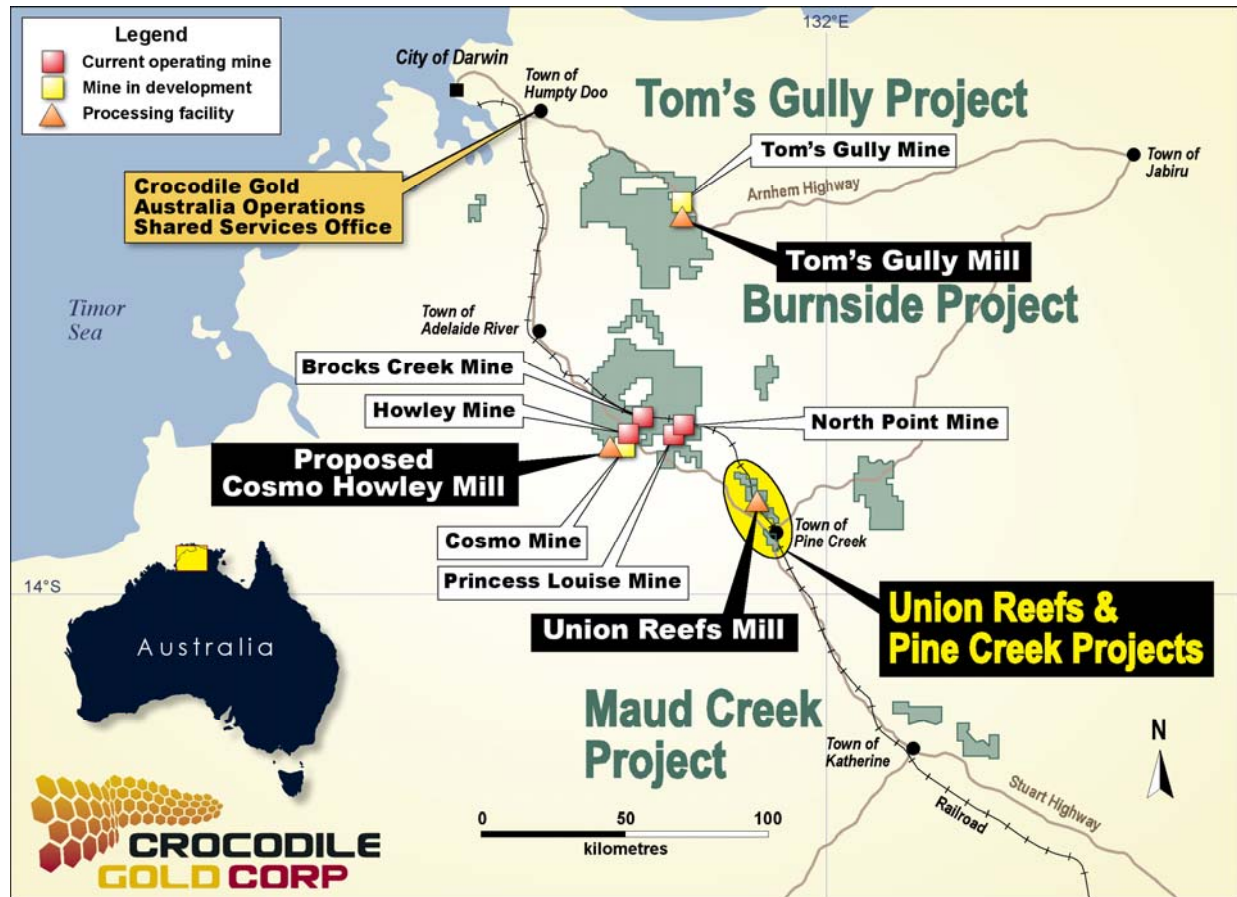 Legend
Current operating mine
Mine in development
Processing facility
132°E
City of Darwin
Town of
Humpty Doo
Tom's Gully Project
Tom's Gully Mine
Town of
Jabiru
Arnhem Highway
Crocodile Gold
Australia Operations
Shared Services Office
Tom's Gully Mill
Burnside Project
Timor
Sea
Town of
Adelaide River
Brocks Creek Mine
Howley Mine
North Point Mine
Proposed
Cosmo Howley Mill
Cosmo Mine
Princess Louise Mine
Town of
Pine Creek
14°S
Union Reefs Mill
Union Reefs &
Pine Creek Projects
Australia
Maud Creek
Project
Town of
Katherine
N
Stuart Highway
Railroad
0 50 100
kilometres
CROCODILE
GOLD CORP